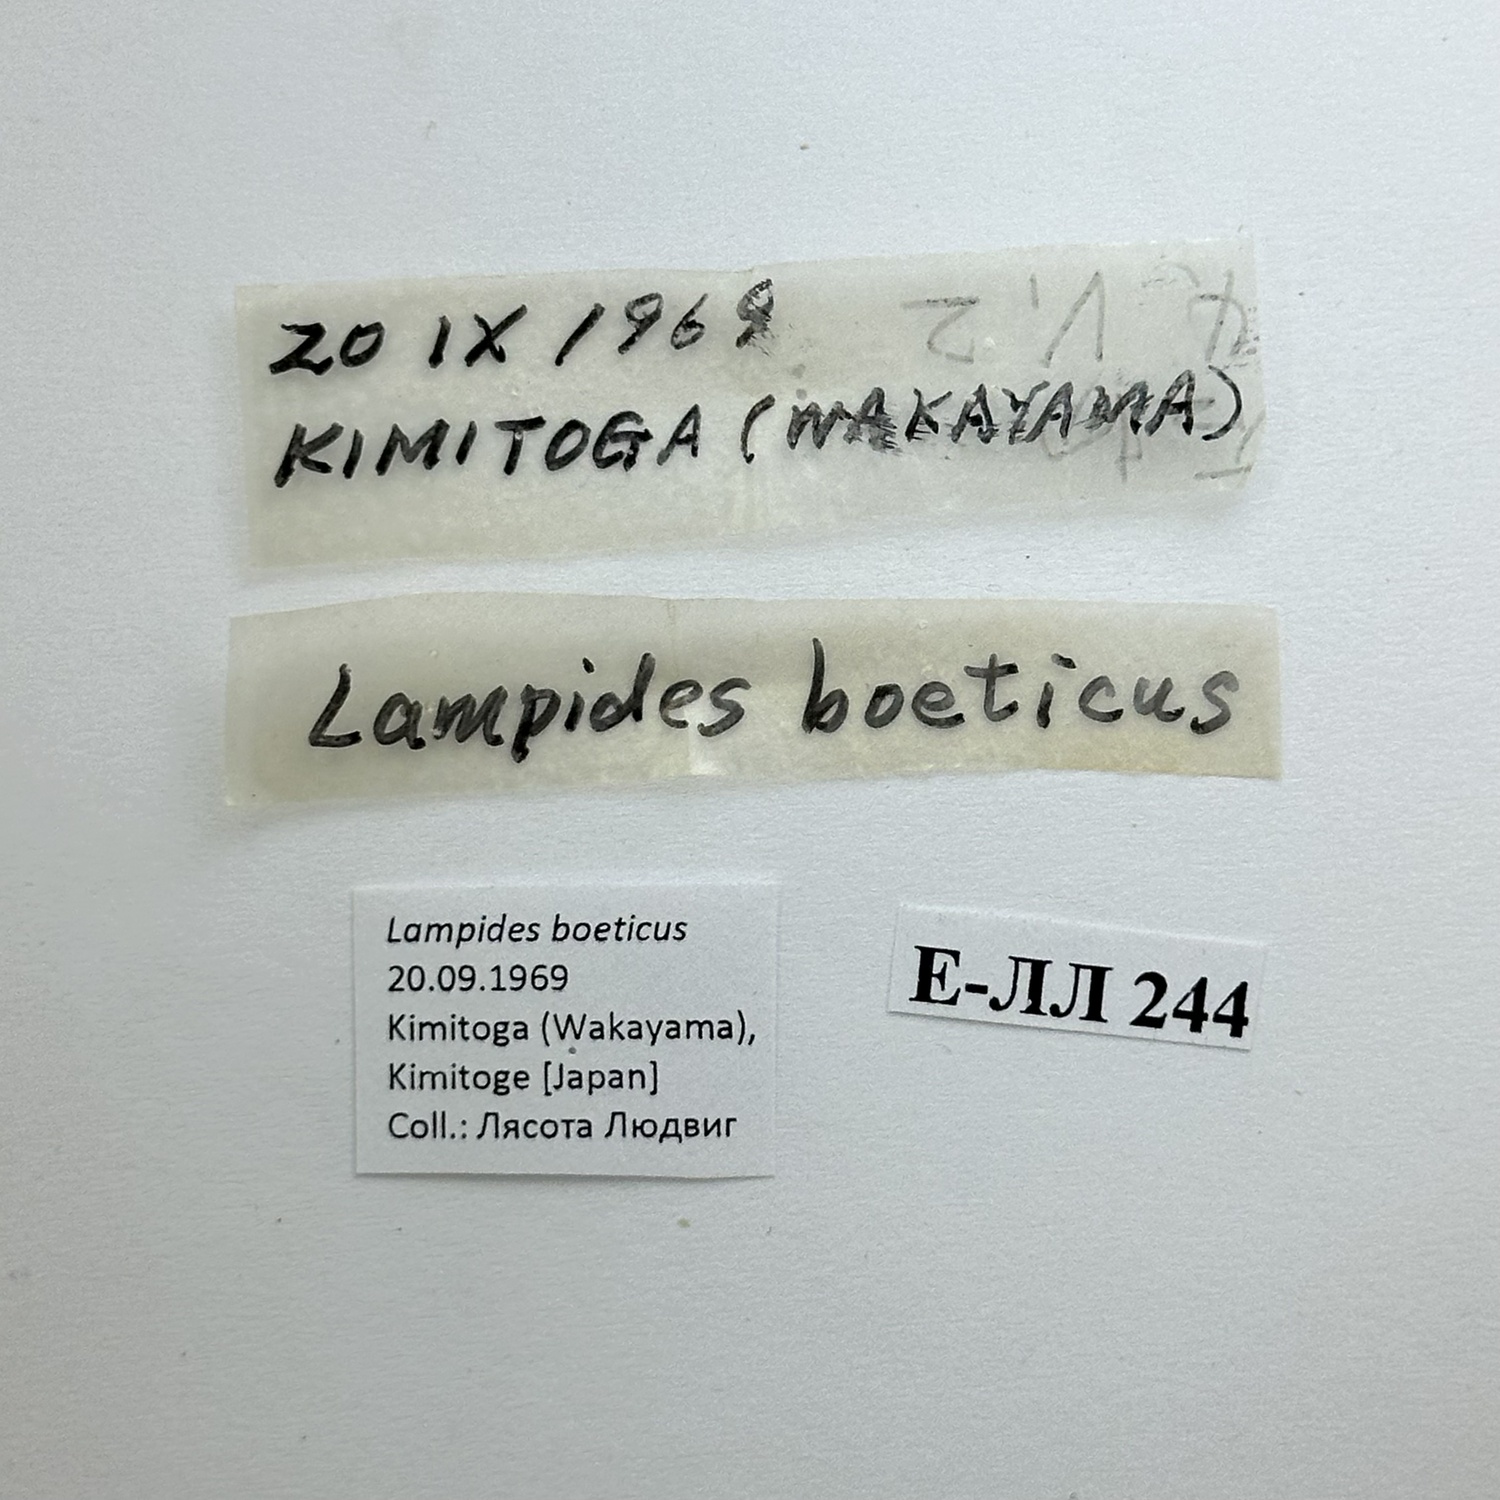 20 IX 1969
KIMITOGA (WAKAYAMA)
Lampides boeticus
Lampides boeticus
20.09.1969
Kimitoga (Wakayama),
Kimitoge [Japan]
Coll.: Лясота Людвиг
Е-ЛЛ 244